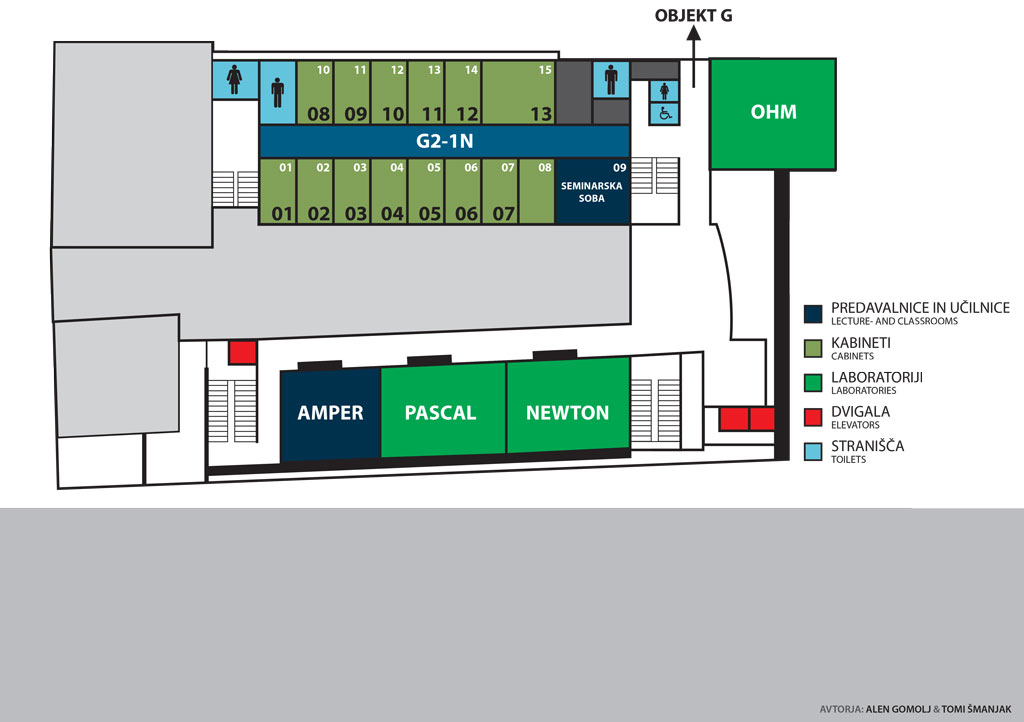 OBJEKT G
10 11 12 13 14 15
08 09 10 11 12 13
OHM
G2-1N
01 02 03 04 05 06 07 08 09
SEMINARSKA
SOBA
01 02 03 04 05 06 07
PREDAVALNICE IN UČILNICE
LECTURE- AND CLASSROOMS
KABINETI
CABINETS
LABORATORIJI
LABORATORIES
DVIGALA
ELEVATORS
STRANIŠČA
TOILETS
AMPER PASCAL NEWTON
AVTORJA: ALEN GOMOLJ & TOMI ŠMANJAK